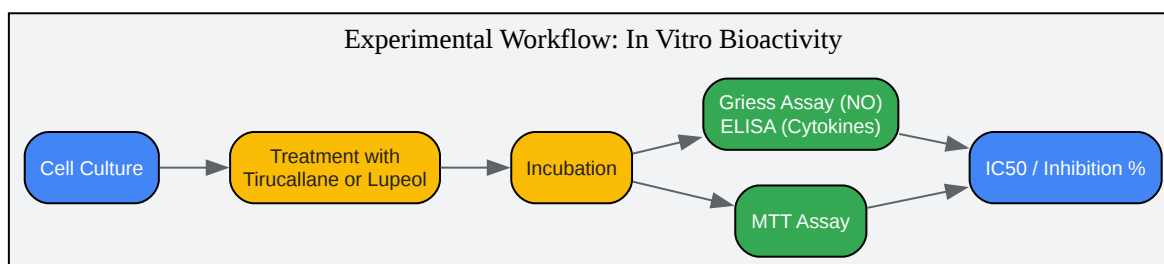 Experimental Workflow: In Vitro Bioactivity
Cell Culture
Treatment with
Tirucallane or Lupeol
Incubation
Griess Assay (NO)
ELISA (Cytokines)
MTT Assay
IC50 / Inhibition %